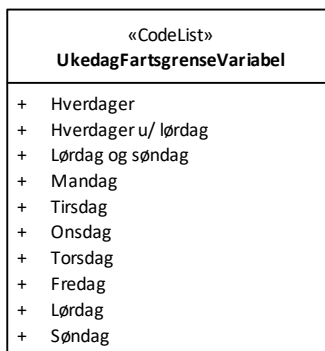 «CodeList»
UkedagFartsgrenseVariabel
+ Hverdager
+ Hverdager u/ lørdag
+ Lørdag og søndag
+ Mandag
+ Tirsdag
+ Onsdag
+ Torsdag
+ Fredag
+ Lørdag
+ Søndag